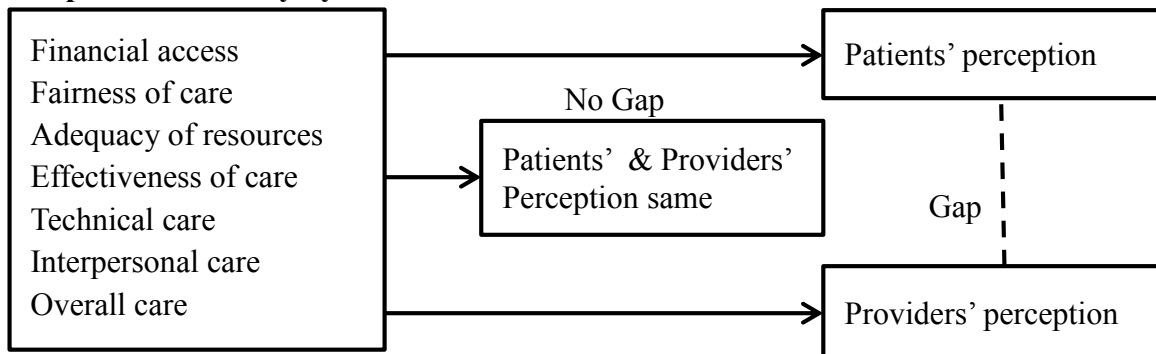 Financial access
Fairness of care
Adequacy of resources
Effectiveness of care
Technical care
Interpersonal care
Overall care
No Gap
Patients’ & Providers’
Perception same
Patients’ perception
Gap
Providers’ perception